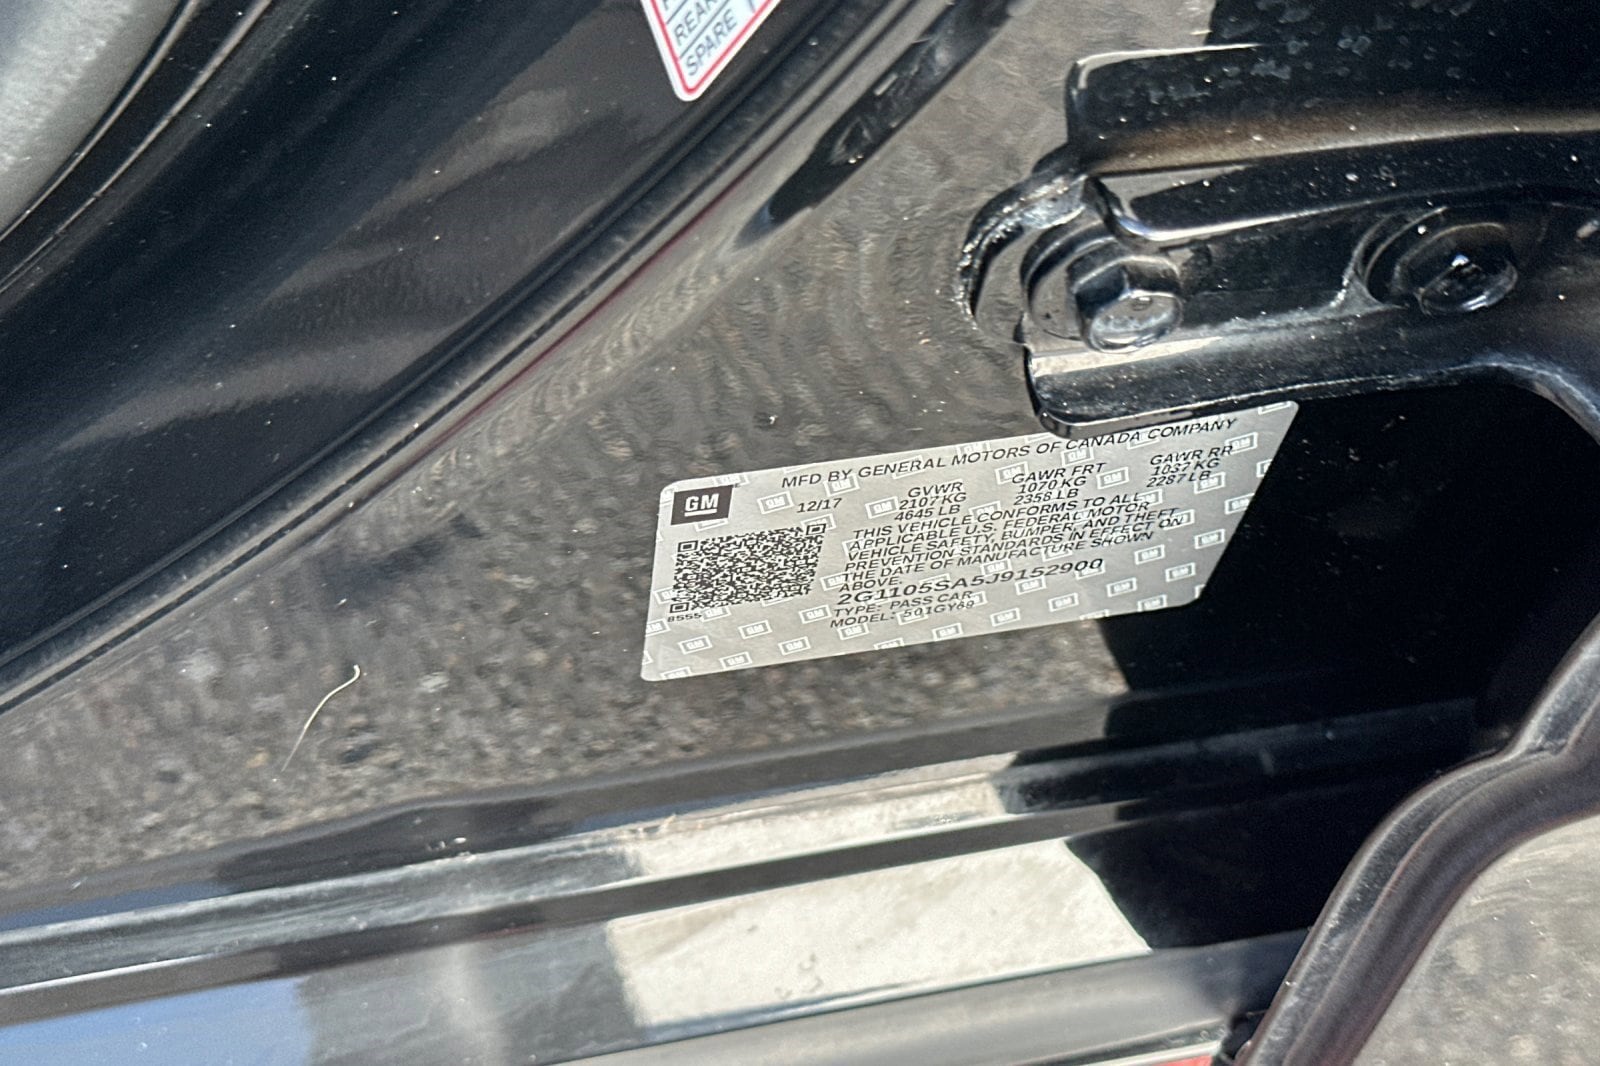 REAR
SPARE
GM
MFD BY GENERAL MOTORS OF CANADA COMPANY
12/17 GVWR GAWR FRT GAWR RR
2107 KG 1070 KG 1037 KG
4645 LB 2358 LB 2287 LB
THIS VEHICLE CONFORMS TO ALL
APPLICABLE U.S. FEDERAL MOTOR
VEHICLE SAFETY, BUMPER, AND THEFT
PREVENTION STANDARDS IN EFFECT ON
THE DATE OF MANUFACTURE SHOWN
ABOVE.
2G1105SA5J9152900
TYPE: PASS CAR
MODEL: 501GY69
8555